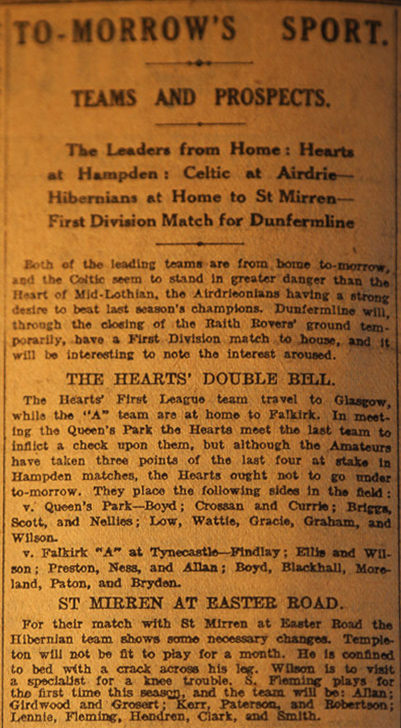 TO-MORROW'S SPORT.
TEAMS AND PROSPECTS.
The Leaders from Home: Hearts
at Hampden: Celtic at Airdrie—
Hibernians at Home to St Mirren—
First Division Match for Dunfermline
Both of the leading teams are from home to-morrow,
and the Celtic seem to stand in greater danger than the
Heart of Mid-Lothian, the Airdrieonians having a strong
desire to beat last season's champions. Dunfermline will,
through the closing of the Raith Rovers' ground tem-
porarily, have a First Division match to house, and it
will be interesting to note the interest aroused.
THE HEARTS' DOUBLE BILL.
The Hearts' First League team travel to Glasgow,
while the "A" team are at home to Falkirk. In meet-
ing the Queen's Park the Hearts meet the last team to
inflict a check upon them, but although the Amateurs
have taken three points of the last four at stake in
Hampden matches, the Hearts ought not to go under
to-morrow. They place the following sides in the field:
v. Queen's Park—Boyd; Crossan and Currie; Briggs,
Scott, and Nellies; Low, Wattie, Gracie, Graham, and
Wilson.
v. Falkirk "A" at Tynecastle—Findlay; Ellis and Wil-
son; Preston, Ness, and Allan; Boyd, Blackhall, More-
land, Paton, and Bryden.
ST MIRREN AT EASTER ROAD.
For their match with St Mirren at Easter Road the
Hibernian team shows some necessary changes. Temple-
ton will not be fit to play for a month. He is confined
to bed with a crack across his leg. Wilson is to visit
a specialist for a knee trouble. S. Fleming plays for
the first time this season, and the team will be: Allan;
Girdwood and Grosert; Kerr, Paterson, and Robertson;
Lennie, Fleming, Hendren, Clark, and Smith.